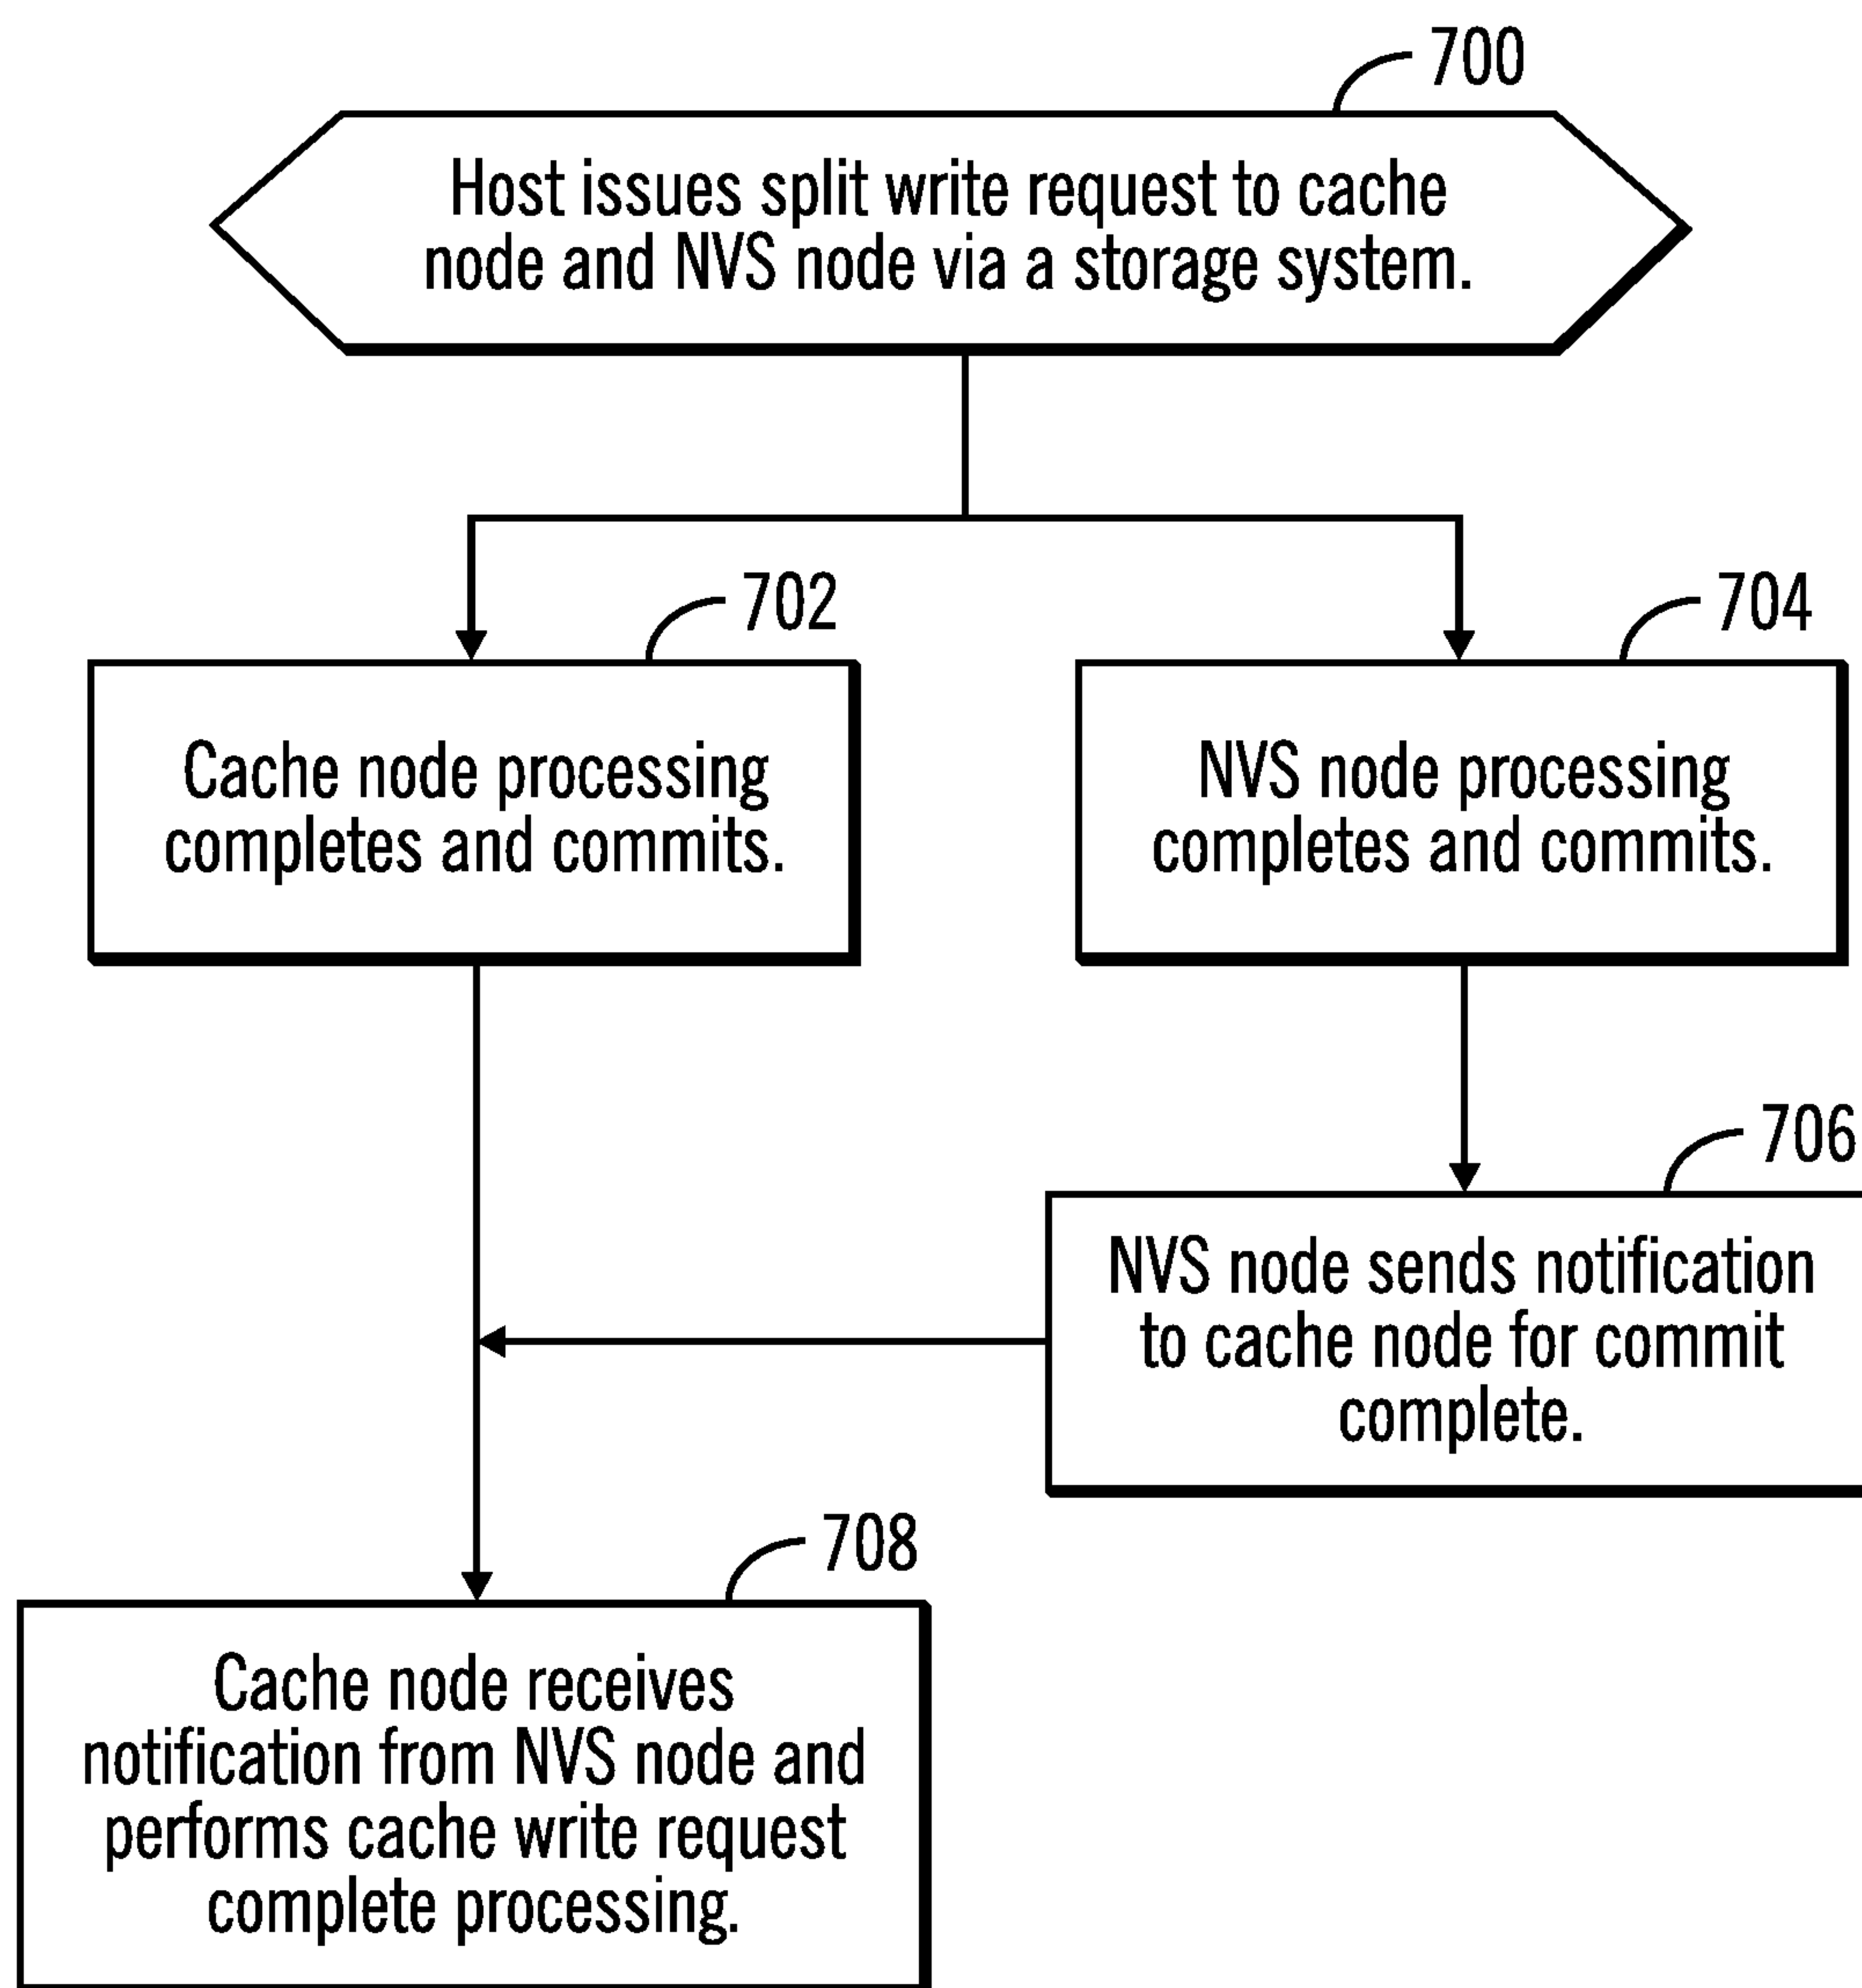 700
Host issues split write request to cache
node and NVS node via a storage system.
702
704
Cache node processing
completes and commits.
NVS node processing
completes and commits.
706
NVS node sends notification
to cache node for commit
complete.
708
Cache node receives
notification from NVS node and
performs cache write request
complete processing.